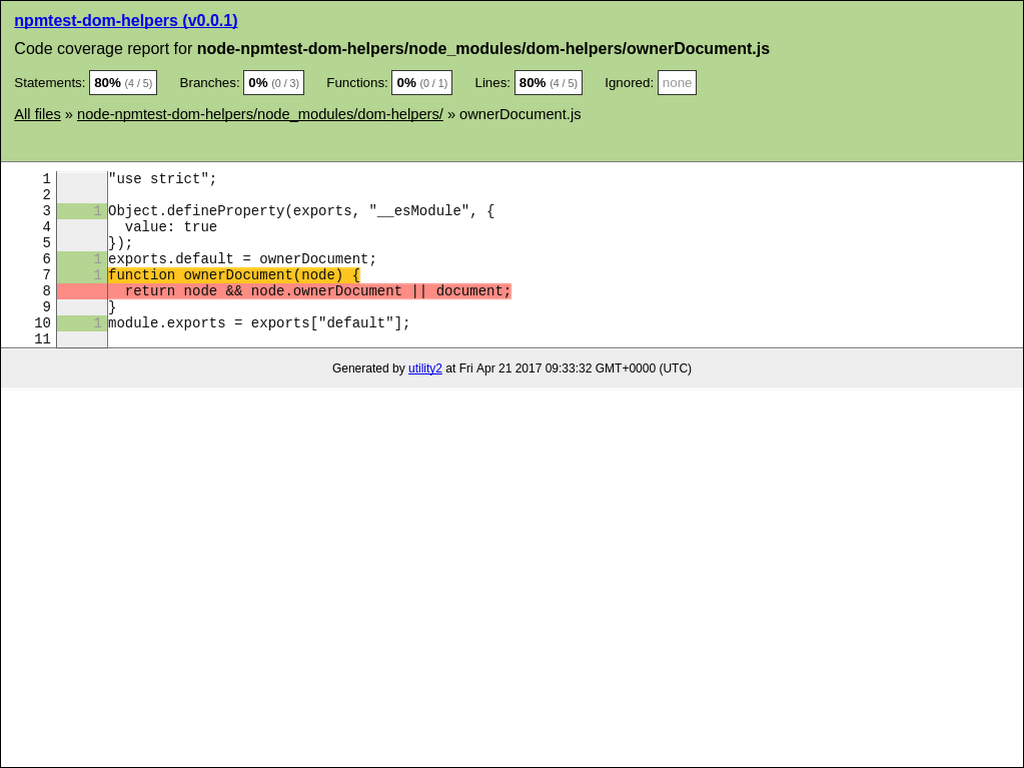 npmtest-dom-helpers (v0.0.1)
Code coverage report for node-npmtest-dom-helpers/node_modules/dom-helpers/ownerDocument.js
Statements: 80% (4 / 5) Branches: 0% (0 / 3) Functions: 0% (0 / 1) Lines: 80% (4 / 5) Ignored: none
All files » node-npmtest-dom-helpers/node_modules/dom-helpers/ » ownerDocument.js
1 "use strict";
2
3 1 Object.defineProperty(exports, "__esModule", {
4   value: true
5 });
6 1 exports.default = ownerDocument;
7 1 function ownerDocument(node) {
8   return node && node.ownerDocument || document;
9 }
10 1 module.exports = exports["default"];
11
Generated by utility2 at Fri Apr 21 2017 09:33:32 GMT+0000 (UTC)